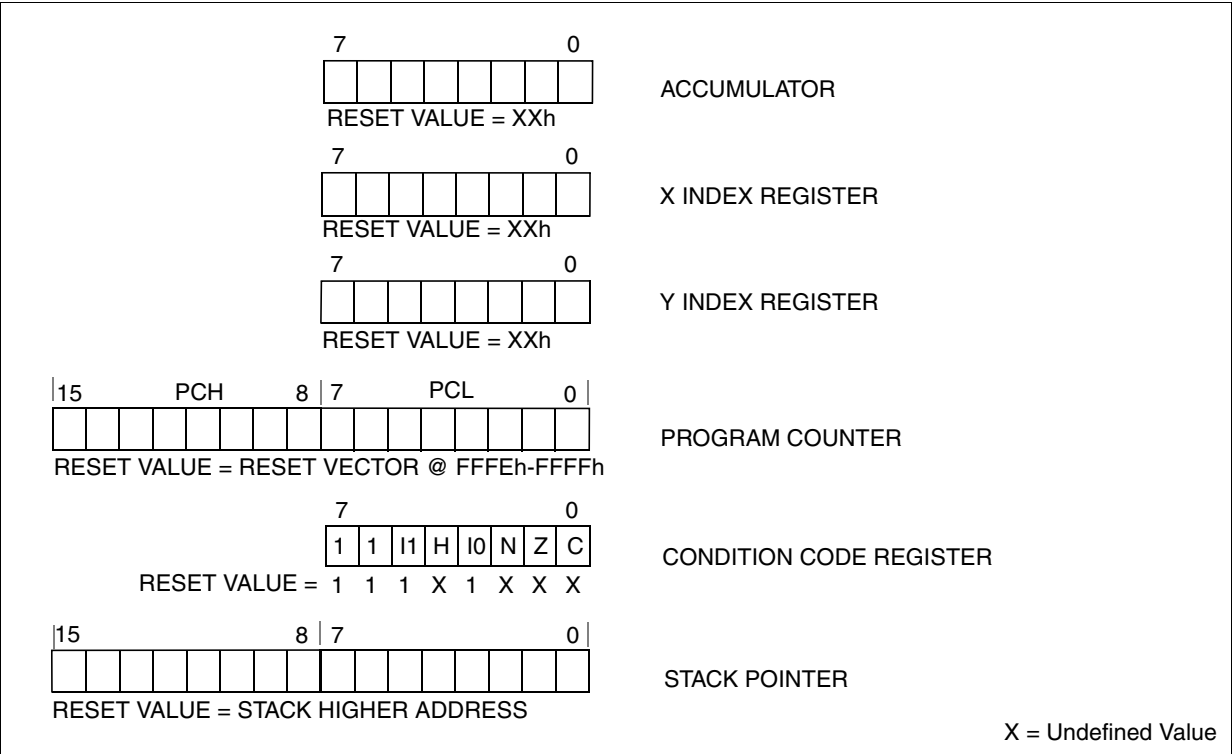 7 0
ACCUMULATOR
RESET VALUE = XXh
7 0
X INDEX REGISTER
RESET VALUE = XXh
7 0
Y INDEX REGISTER
RESET VALUE = XXh
15 PCH 8 7 PCL 0
PROGRAM COUNTER
RESET VALUE = RESET VECTOR @ FFFEh-FFFFh
7 0
1 1 I1 H I0 N Z C
CONDITION CODE REGISTER
RESET VALUE = 1 1 1 X 1 X X X
15 8 7 0
STACK POINTER
RESET VALUE = STACK HIGHER ADDRESS
X = Undefined Value